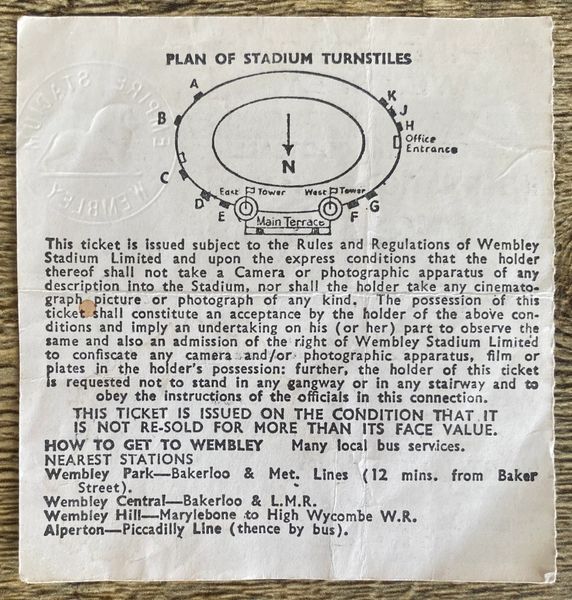 PLAN OF STADIUM TURNSTILES
A
B
C
D
E
K
J
H
Office
Entrance
N
East Tower
West Tower
F
G
Main Terrace
EMPIRE STADIUM
WEMBLEY
This ticket is issued subject to the Rules and Regulations of Wembley
Stadium Limited and upon the express conditions that the holder
thereof shall not take a Camera or photographic apparatus of any
description into the Stadium, nor shall the holder take any cinemato-
graph picture or photograph of any kind. The possession of this
ticket shall constitute an acceptance by the holder of the above con-
ditions and imply an undertaking on his (or her) part to observe the
same and also an admission of the right of Wembley Stadium Limited
to confiscate any camera and/or photographic apparatus, film or
plates in the holder's possession: further, the holder of this ticket
is requested not to stand in any gangway or in any stairway and to
obey the instructions of the officials in this connection.
THIS TICKET IS ISSUED ON THE CONDITION THAT IT
IS NOT RE-SOLD FOR MORE THAN ITS FACE VALUE.
HOW TO GET TO WEMBLEY Many local bus services.
NEAREST STATIONS
Wembley Park—Bakerloo & Met. Lines (12 mins. from Baker
Street).
Wembley Central—Bakerloo & L.M.R.
Wembley Hill—Marylebone to High Wycombe W.R.
Alperton—Piccadilly Line (thence by bus).